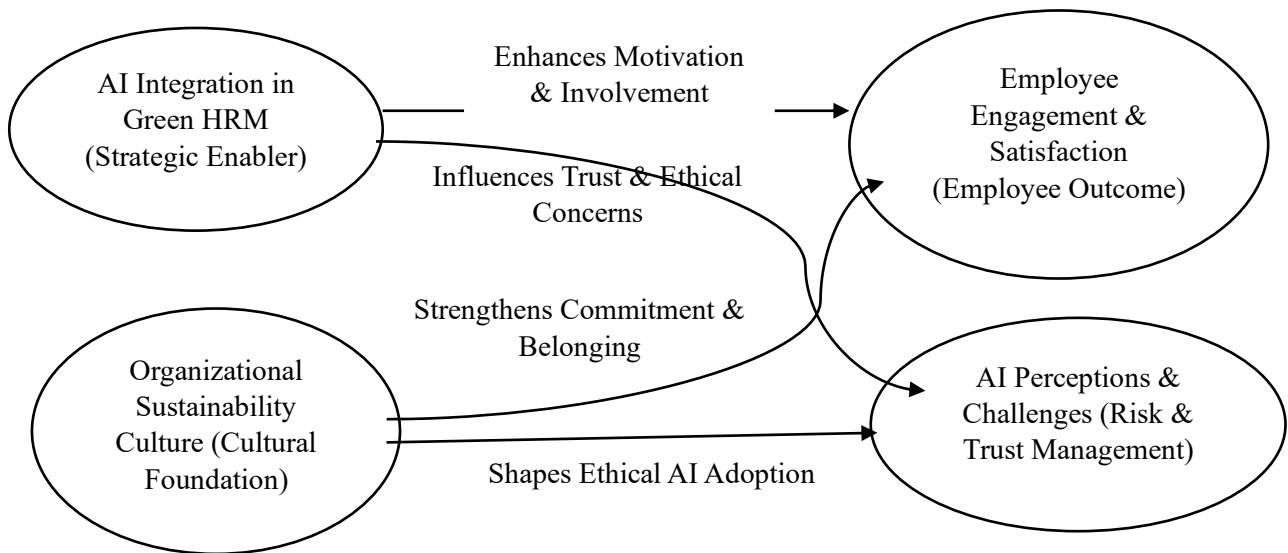 AI Integration in
Green HRM
(Strategic Enabler)
Enhances Motivation
& Involvement
Employee
Engagement &
Satisfaction
(Employee Outcome)
Influences Trust & Ethical
Concerns
Strengthens Commitment &
Belonging
Organizational
Sustainability
Culture (Cultural
Foundation)
AI Perceptions &
Challenges (Risk &
Trust Management)
Shapes Ethical AI Adoption